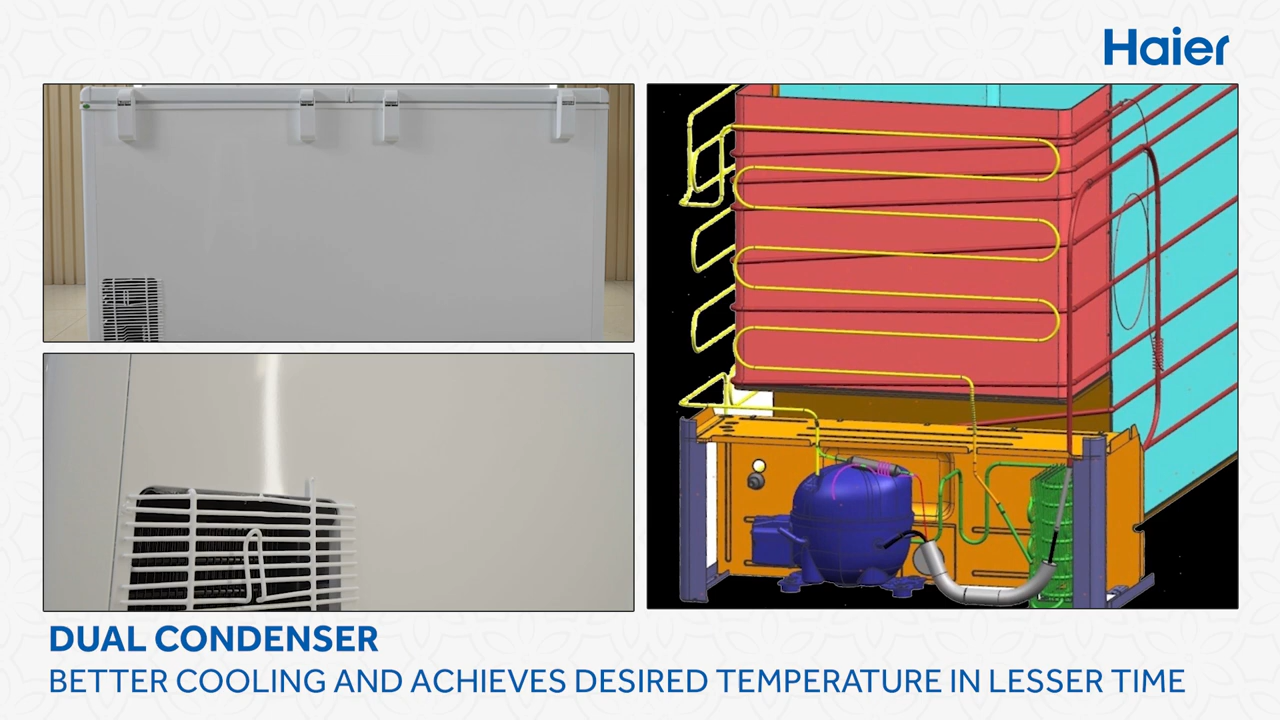 Haier
DUAL CONDENSER
BETTER COOLING AND ACHIEVES DESIRED TEMPERATURE IN LESSER TIME